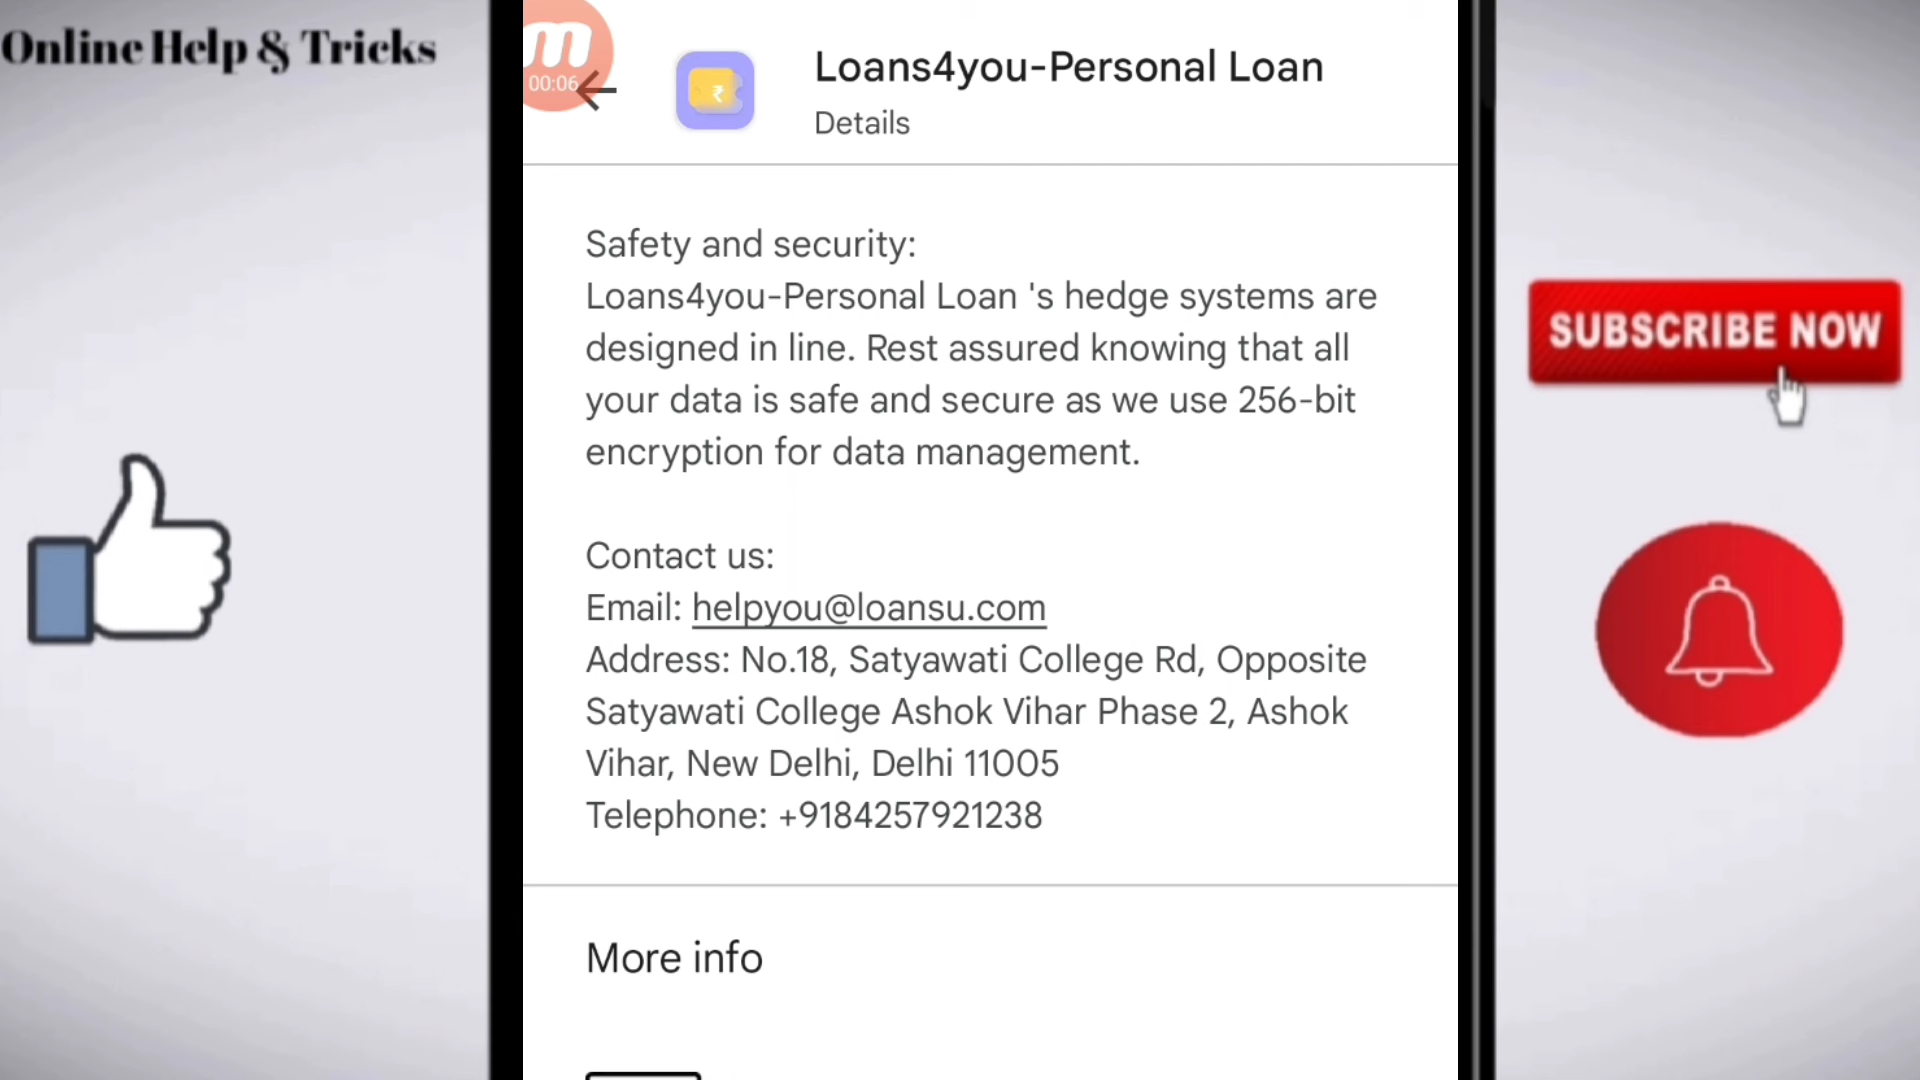 Online Help & Tricks
m
00:06
₹
Loans4you-Personal Loan
Details
Safety and security:
Loans4you-Personal Loan 's hedge systems are
designed in line. Rest assured knowing that all
your data is safe and secure as we use 256-bit
encryption for data management.
Contact us:
Email: helpyou@loansu.com
Address: No.18, Satyawati College Rd, Opposite
Satyawati College Ashok Vihar Phase 2, Ashok
Vihar, New Delhi, Delhi 11005
Telephone: +9184257921238
More info
SUBSCRIBE NOW